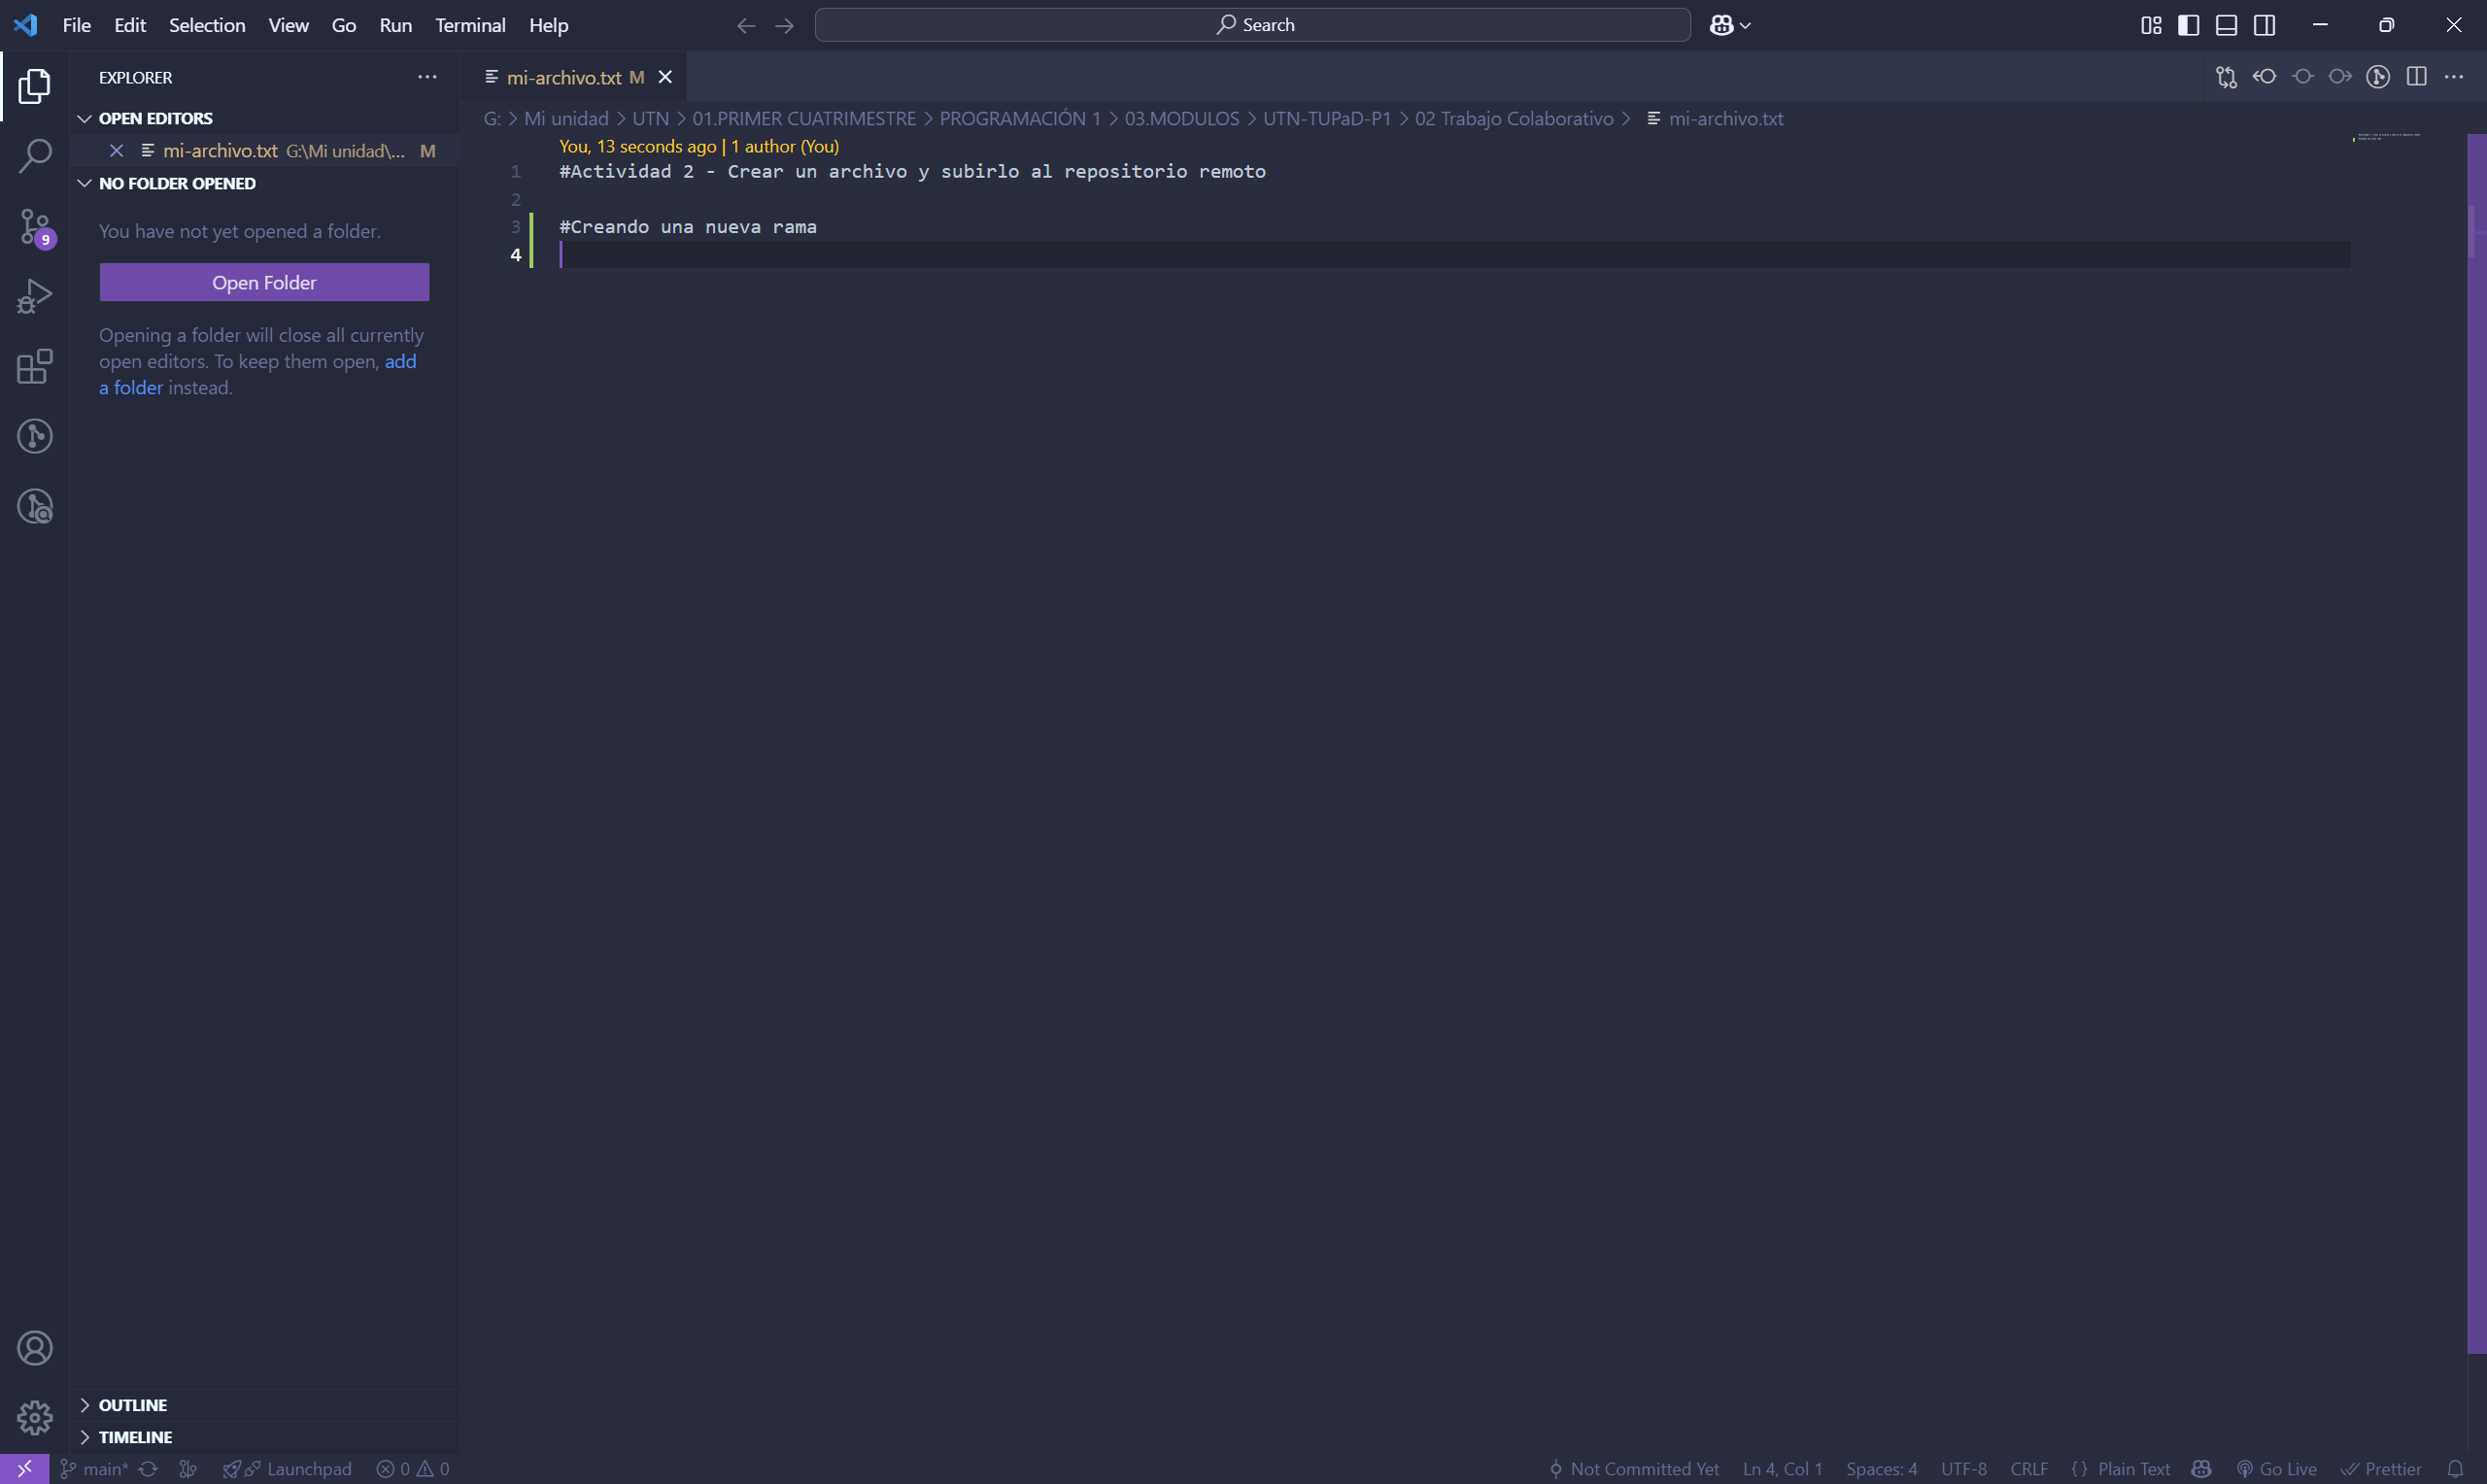 File Edit Selection View Go Run Terminal Help Search
EXPLORER
mi-archivo.txt M
OPEN EDITORS
mi-archivo.txt G:\Mi unidad\... M
NO FOLDER OPENED
You have not yet opened a folder.
Open Folder
Opening a folder will close all currently
open editors. To keep them open, add
a folder instead.
G: > Mi unidad > UTN > 01.PRIMER CUATRIMESTRE > PROGRAMACIÓN 1 > 03.MODULOS > UTN-TUPaD-P1 > 02 Trabajo Colaborativo > mi-archivo.txt
You, 13 seconds ago | 1 author (You)
1 #Actividad 2 - Crear un archivo y subirlo al repositorio remoto
2
3 #Creando una nueva rama
4
9
OUTLINE
TIMELINE
main* Launchpad 0 0 Not Committed Yet Ln 4, Col 1 Spaces: 4 UTF-8 CRLF {} Plain Text Go Live Prettier